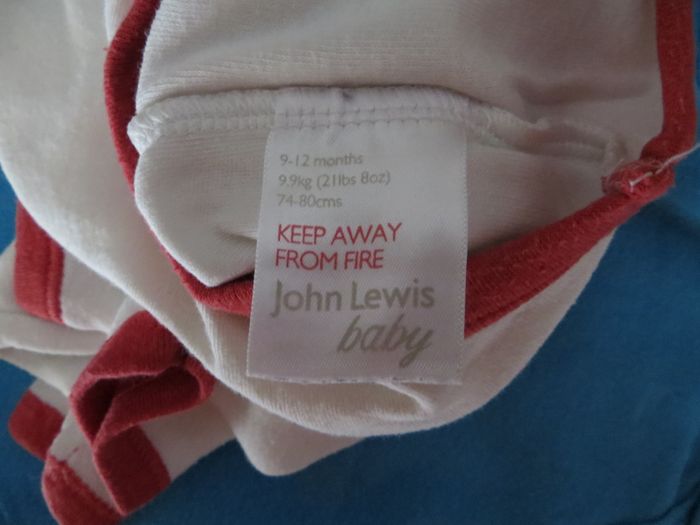 9-12 months
9.9kg (21lbs 8oz)
74-80cms
KEEP AWAY
FROM FIRE
John Lewis
baby